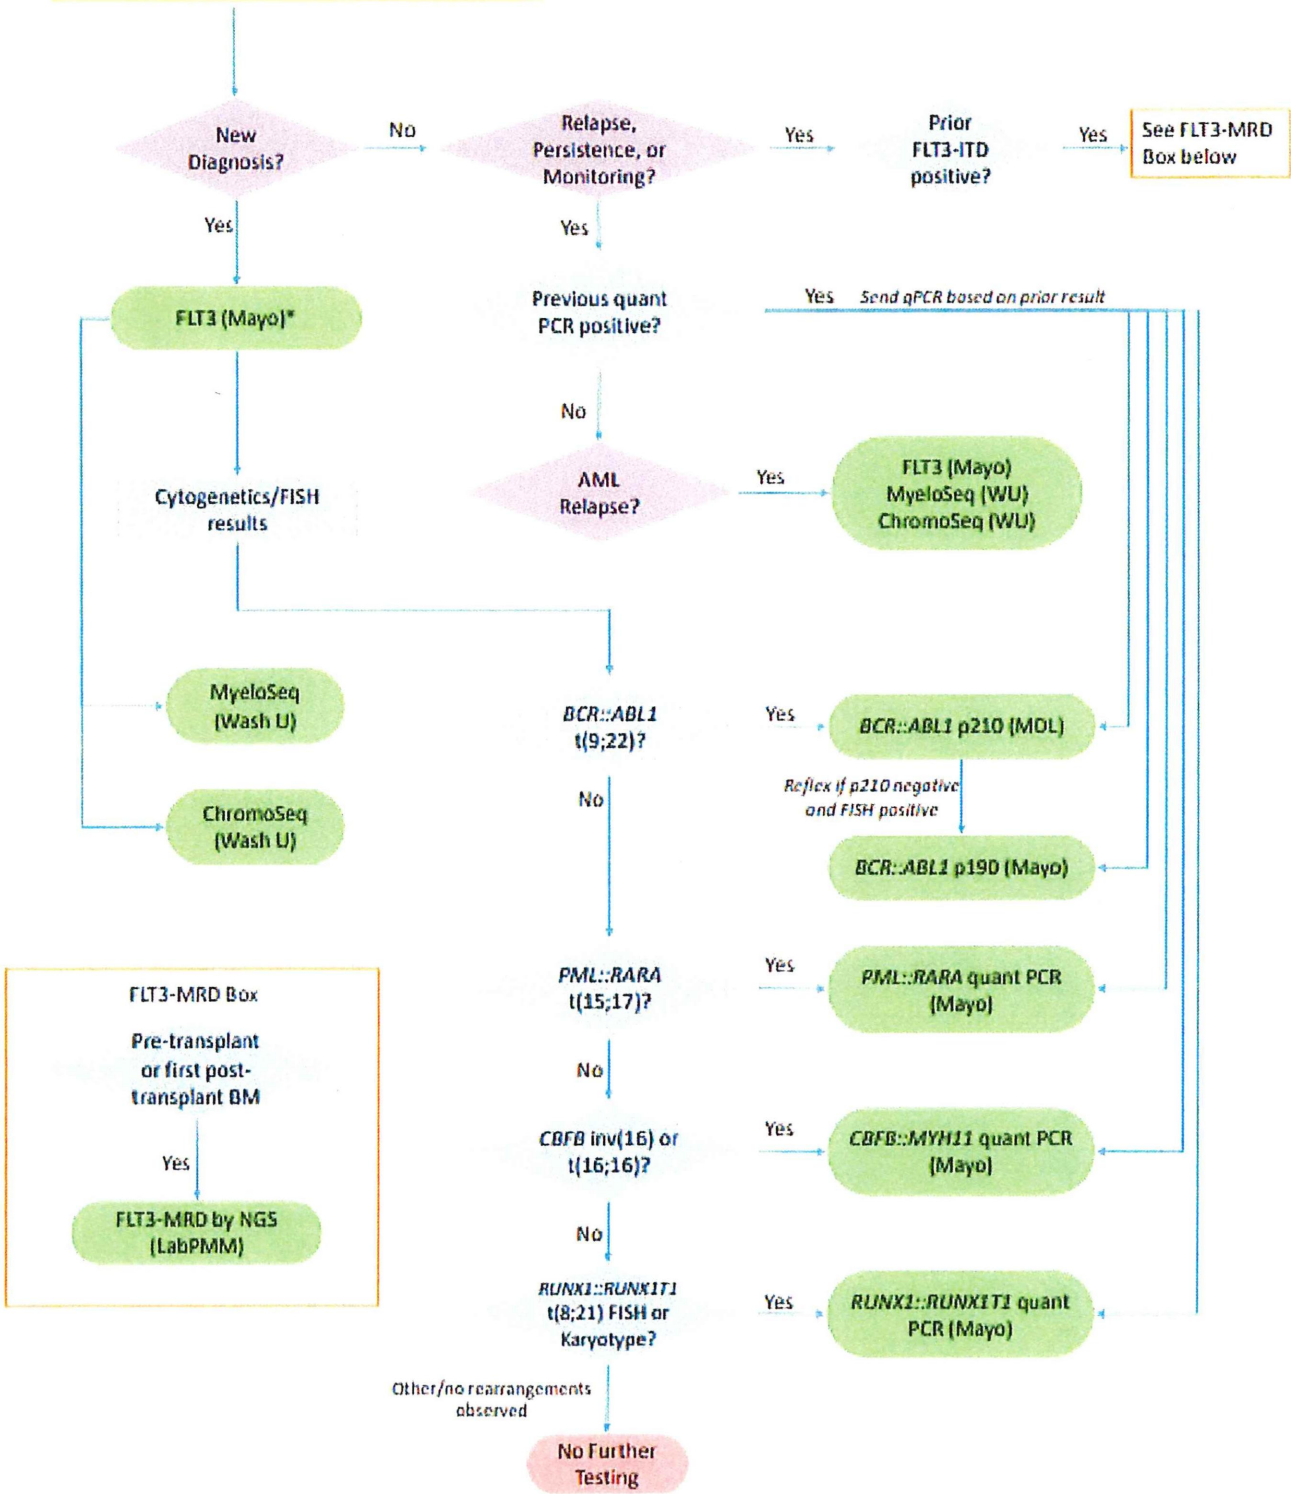 New
Diagnosis?
No
Relapse,
Persistence, or
Monitoring?
Yes
Prior
FLT3-ITD
positive?
Yes
See FLT3-MRD
Box below
Yes
Yes
FLT3 (Mayo)*
Previous quant
PCR positive?
Yes
Send qPCR based on prior result
No
Cytogenetics/FISH
results
AML
Relapse?
Yes
FLT3 (Mayo)
MyeloSeq (WU)
ChromoSeq (WU)
MyeloSeq
(Wash U)
ChromoSeq
(Wash U)
BCR::ABL1
t(9;22)?
Yes
BCR::ABL1 p210 (MDL)
No
Reflex if p210 negative
and FISH positive
BCR::ABL1 p190 (Mayo)
PML::RARA
t(15;17)?
Yes
PML::RARA quant PCR
(Mayo)
No
CBFB inv(16) or
t(16;16)?
Yes
CBFB::MYH11 quant PCR
(Mayo)
No
RUNX1::RUNX1T1
t(8;21) FISH or
Karyotype?
Yes
RUNX1::RUNX1T1 quant
PCR (Mayo)
Other/no rearrangements
observed
No Further
Testing
FLT3-MRD Box
Pre-transplant
or first post-
transplant BM
Yes
FLT3-MRD by NGS
(LabPMM)